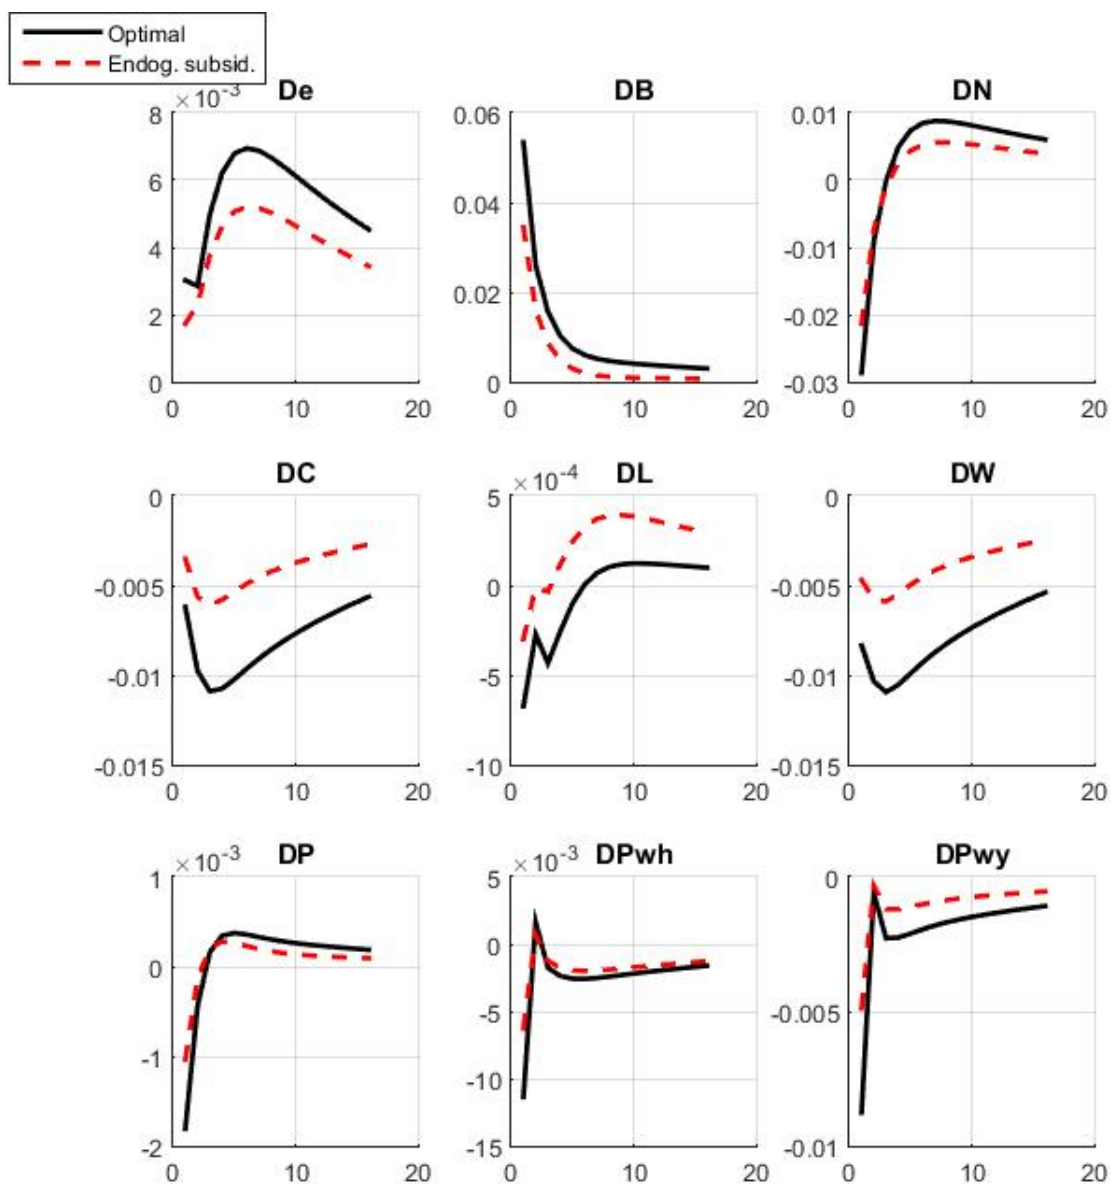 Optimal
Endog. subsid.
×10-3 De DB DN
8 0.06 0.01
6 0
0.04
4 -0.01
0.02
2 -0.02
0 0 -0.03
0 10 20 0 10 20 0 10 20
DC ×10-4 DL DW
0 5 0
-0.005 0 -0.005
-0.01 -5 -0.01
-0.015 -10 -0.015
0 10 20 0 10 20 0 10 20
×10-3 DP ×10-3 DPwh DPwy
1 5 0
0 0
-5 -0.005
-1 -10
-2 -15 -0.01
0 10 20 0 10 20 0 10 20